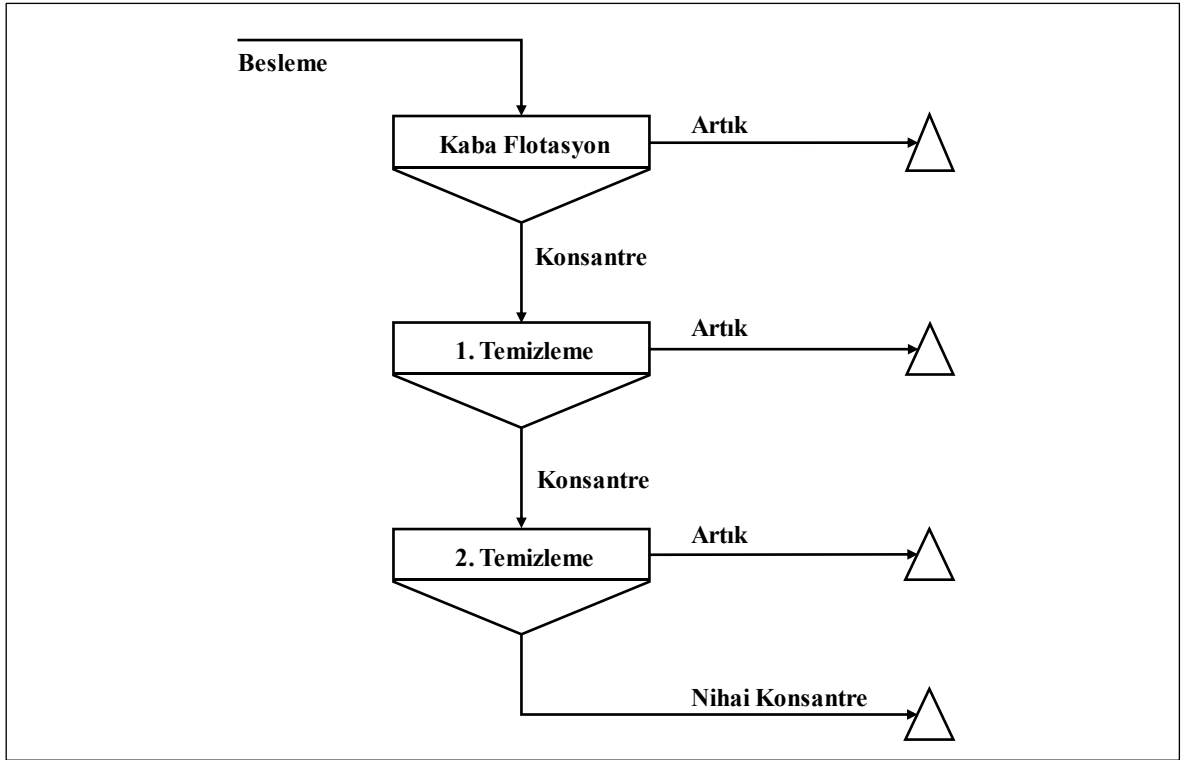 Besleme
Kaba Flotasyon
Artık
Konsantre
1. Temizleme
Artık
Konsantre
2. Temizleme
Artık
Nihai Konsantre